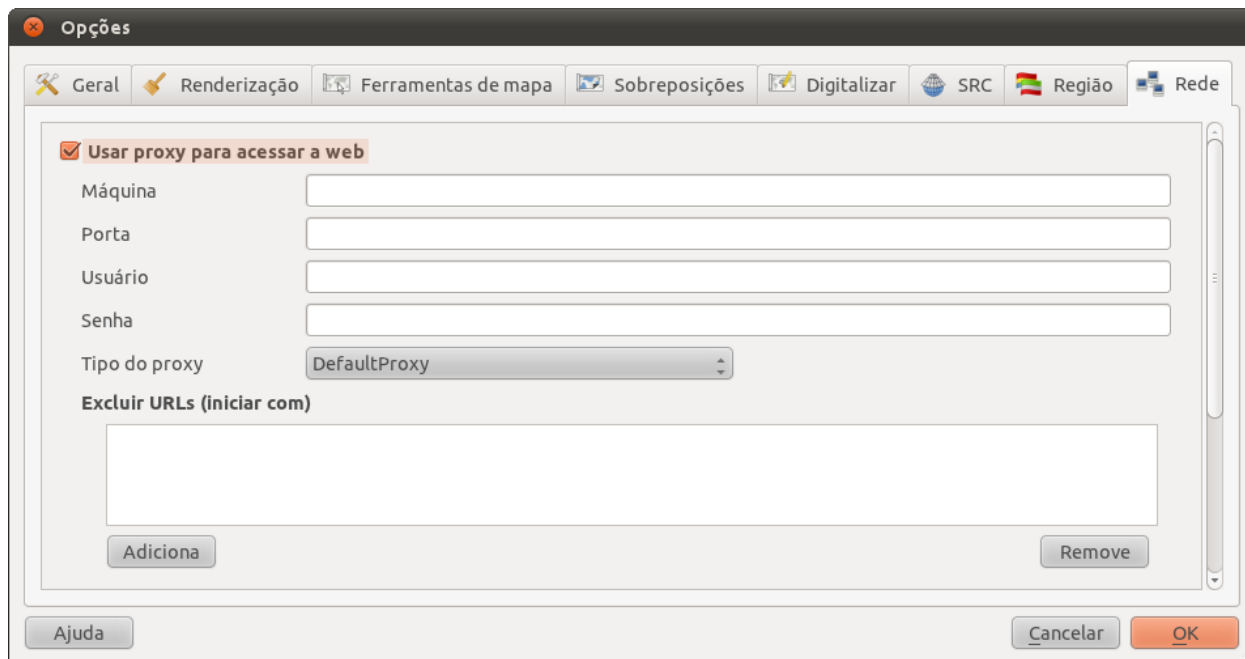 Opções
Geral Renderização Ferramentas de mapa Sobreposições Digitalizar SRC Região Rede
Usar proxy para acessar a web
Máquina
Porta
Usuário
Senha
Tipo do proxy DefaultProxy
Excluir URLs (iniciar com)
Adiciona Remove
Ajuda Cancelar OK